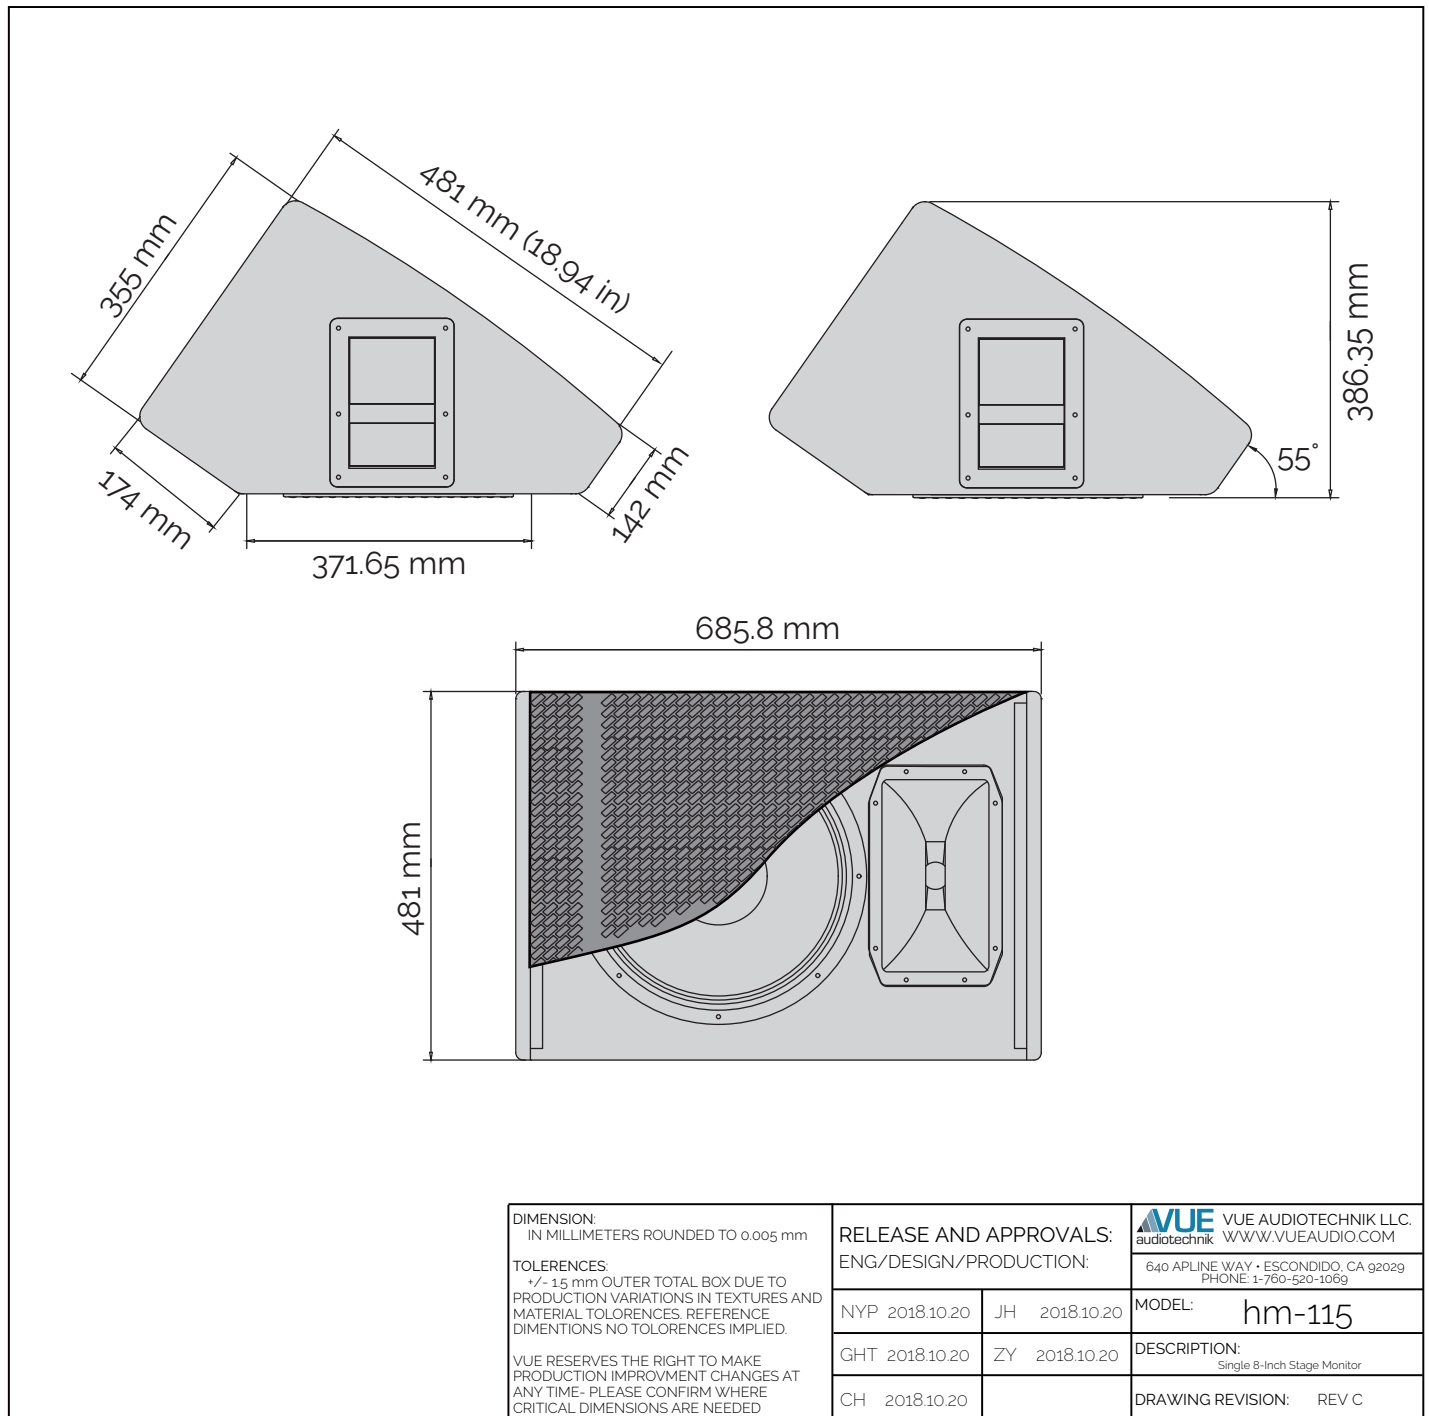 481 mm (18.94 in)
355 mm
174 mm
142 mm
371.65 mm
386.35 mm
55°
685.8 mm
481 mm
DIMENSION:
IN MILLIMETERS ROUNDED TO 0.005 mm
TOLERENCES:
+/- 1.5 mm OUTER TOTAL BOX DUE TO
PRODUCTION VARIATIONS IN TEXTURES AND
MATERIAL TOLORENCES. REFERENCE
DIMENTIONS NO TOLORENCES IMPLIED.
VUE RESERVES THE RIGHT TO MAKE
PRODUCTION IMPROVMENT CHANGES AT
ANY TIME- PLEASE CONFIRM WHERE
CRITICAL DIMENSIONS ARE NEEDED
RELEASE AND APPROVALS:
ENG/DESIGN/PRODUCTION:
NYP 2018.10.20
JH 2018.10.20
GHT 2018.10.20
ZY 2018.10.20
CH 2018.10.20
VUE
audiotechnik
VUE AUDIOTECHNIK LLC.
WWW.VUEAUDIO.COM
640 APLINE WAY • ESCONDIDO, CA 92029
PHONE: 1-760-520-1069
MODEL: hm-115
DESCRIPTION:
Single 8-Inch Stage Monitor
DRAWING REVISION: REV C